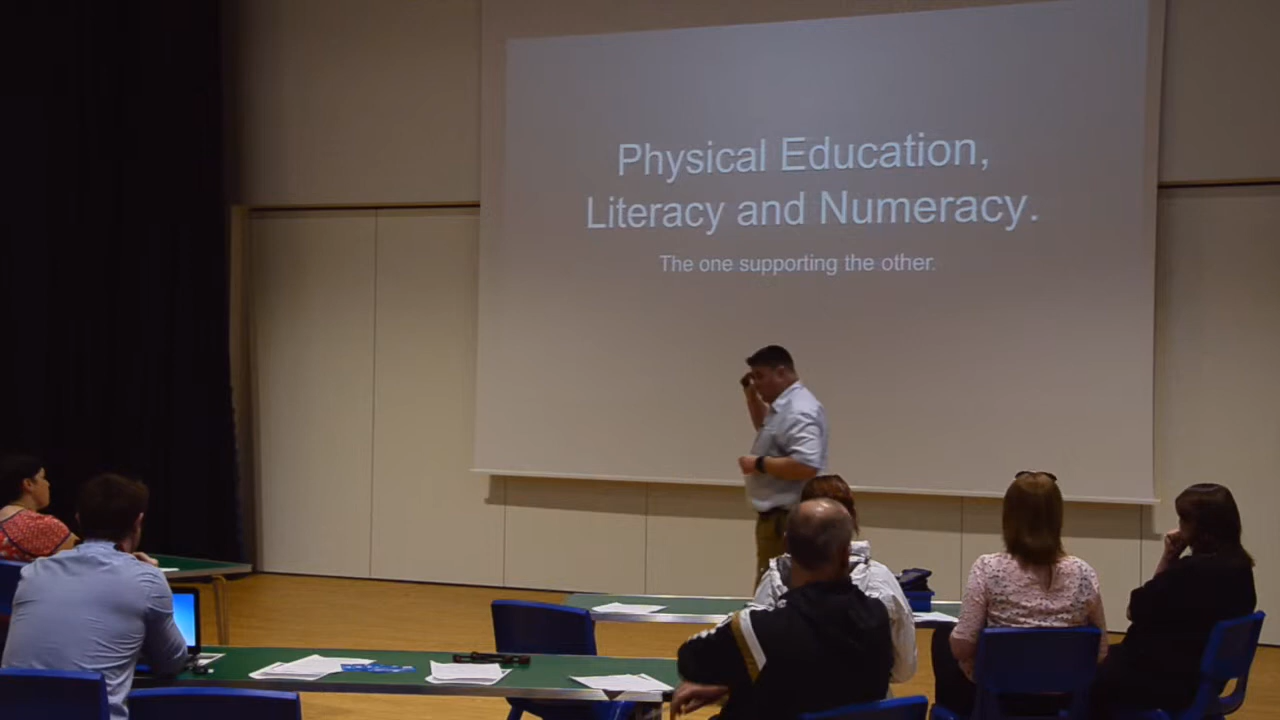 Physical Education,
Literacy and Numeracy.
The one supporting the other.